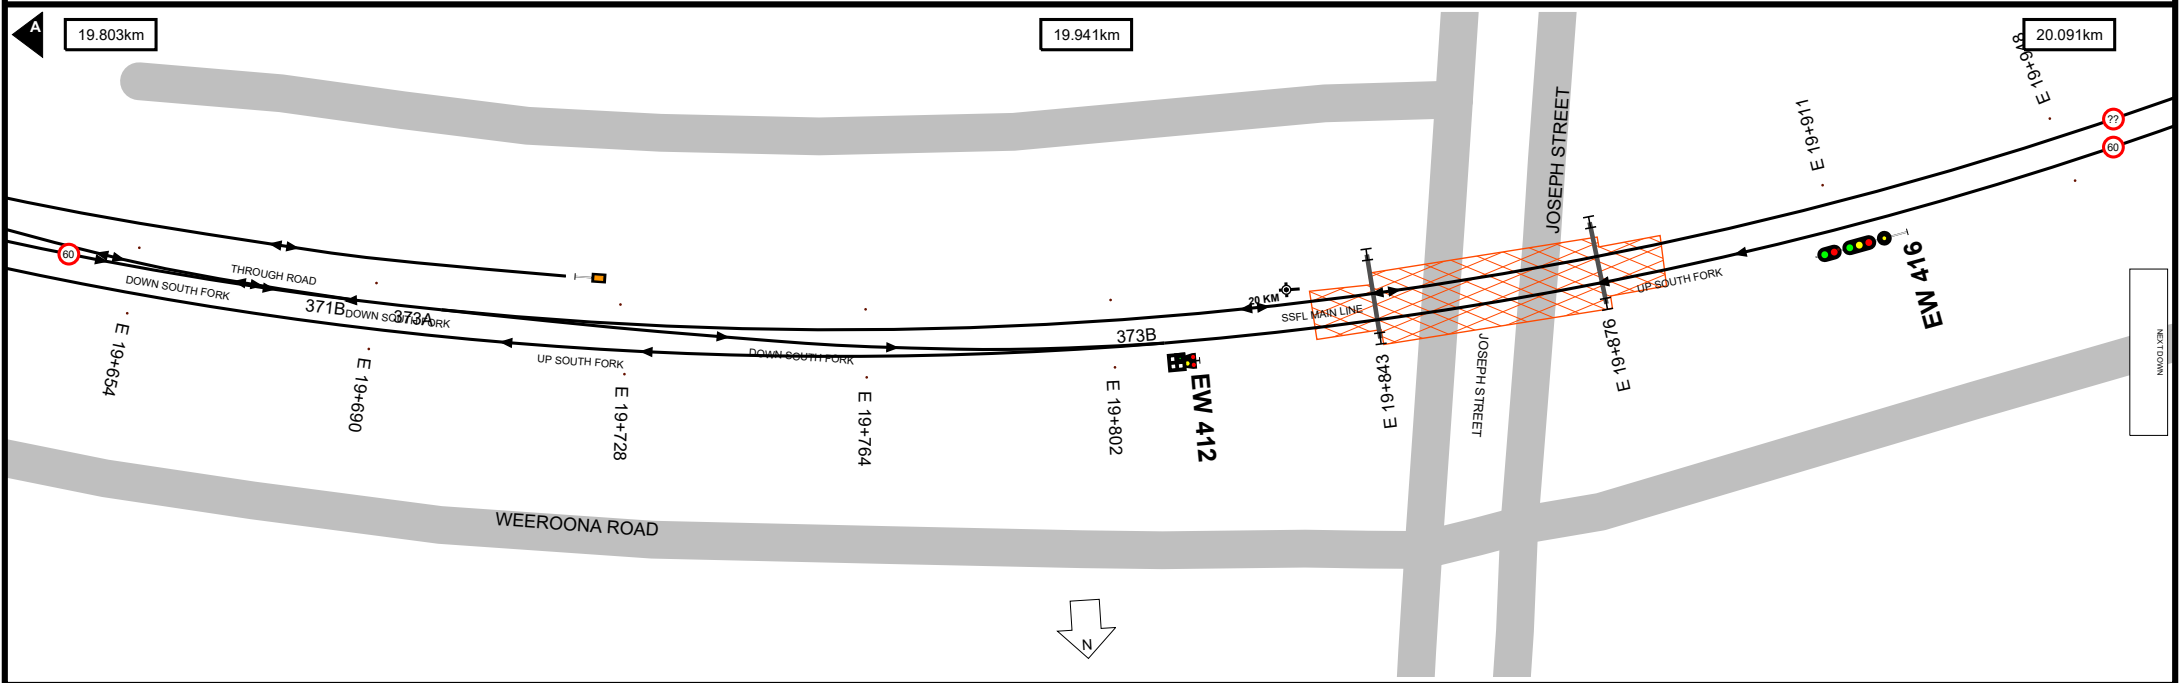 A
19.803km
19.941km
20.091km
E 19+948
E 19+911
JOSEPH STREET
??
60
60
THROUGH ROAD
DOWN SOUTH FORK
371B
DOWN SOUTH FORK
373A
20 KM
SSFL MAIN LINE
UP SOUTH FORK
EW 416
373B
DOWN SOUTH FORK
UP SOUTH FORK
E 19+654
E 19+690
E 19+728
E 19+764
E 19+802
EW 412
E 19+843
JOSEPH STREET
E 19+876
NEXT DOWN
WEEROONA ROAD
N